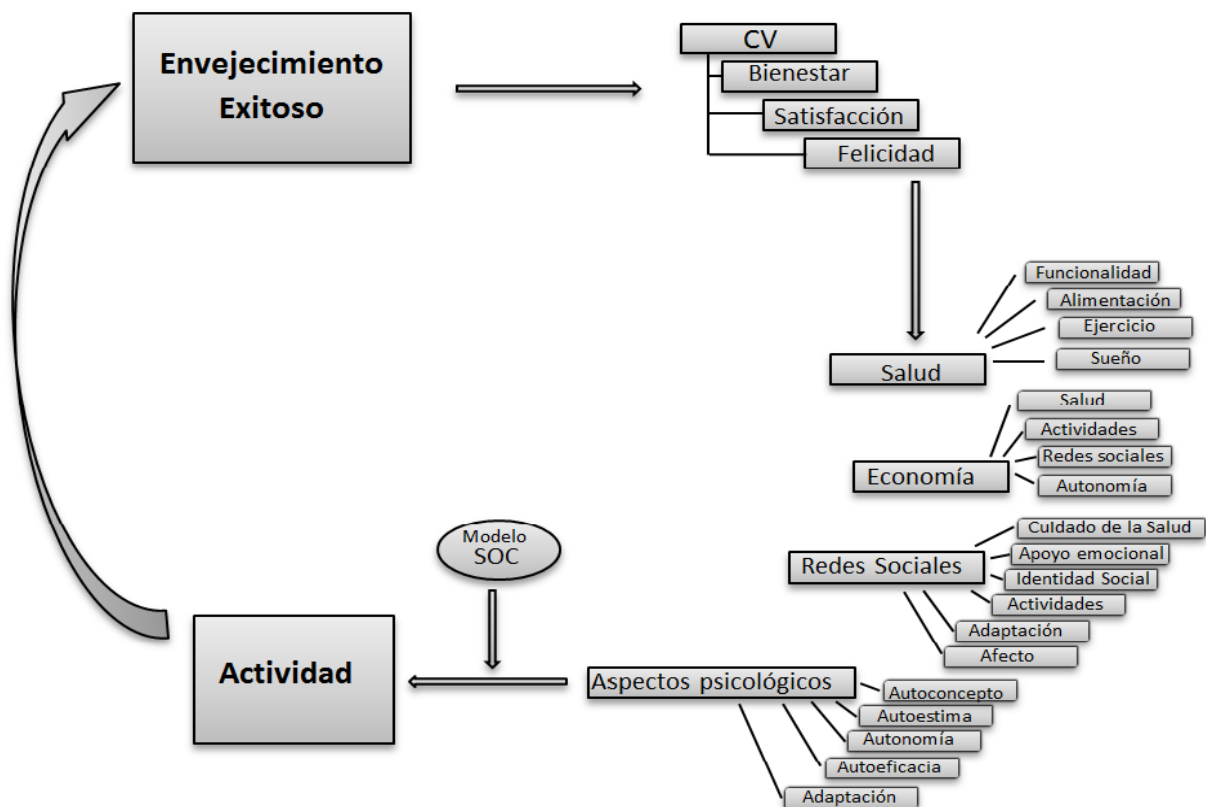 Envejecimiento
Exitoso
CV
Bienestar
Satisfacción
Felicidad
Funcionalidad
Alimentación
Ejercicio
Sueño
Salud
Salud
Actividades
Redes sociales
Autonomía
Economía
Cuidado de la Salud
Apoyo emocional
Identidad Social
Actividades
Adaptación
Afecto
Redes Sociales
Modelo
SOC
Aspectos psicológicos
Autoconcepto
Autoestima
Autonomía
Autoeficacia
Adaptación
Actividad